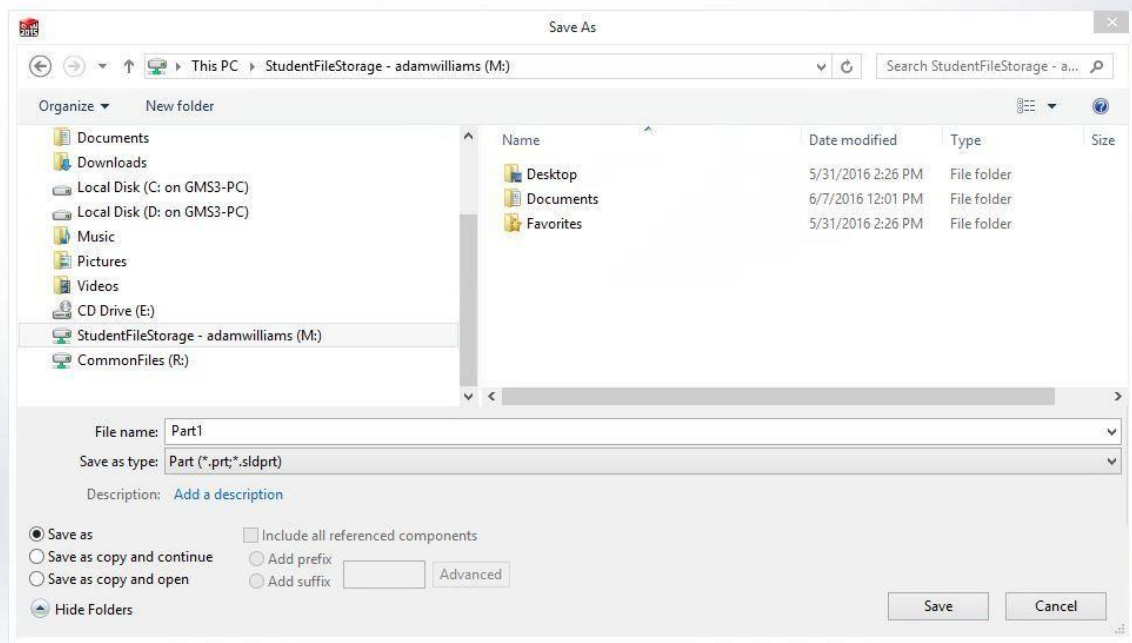 SW
2015
Save As
This PC StudentFileStorage - adamwilliams (M:)
Search StudentFileStorage - a...
Organize New folder
Documents
Downloads
Local Disk (C: on GMS3-PC)
Local Disk (D: on GMS3-PC)
Music
Pictures
Videos
CD Drive (E:)
StudentFileStorage - adamwilliams (M:)
CommonFiles (R:)
Name Date modified Type Size
Desktop 5/31/2016 2:26 PM File folder
Documents 6/7/2016 12:01 PM File folder
Favorites 5/31/2016 2:26 PM File folder
File name: Part1
Save as type: Part (*.prt;*.sldprt)
Description: Add a description
Save as
Save as copy and continue
Save as copy and open
Include all referenced components
Add prefix
Add suffix
Advanced
Hide Folders
Save Cancel